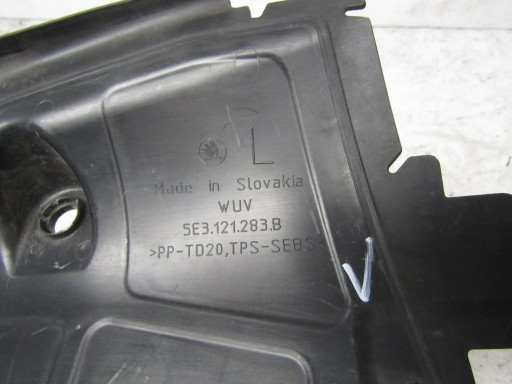 L
Made in Slovakia
WUV
5E3.121.283.B
>PP-TD20,TPS-SEBS<
V